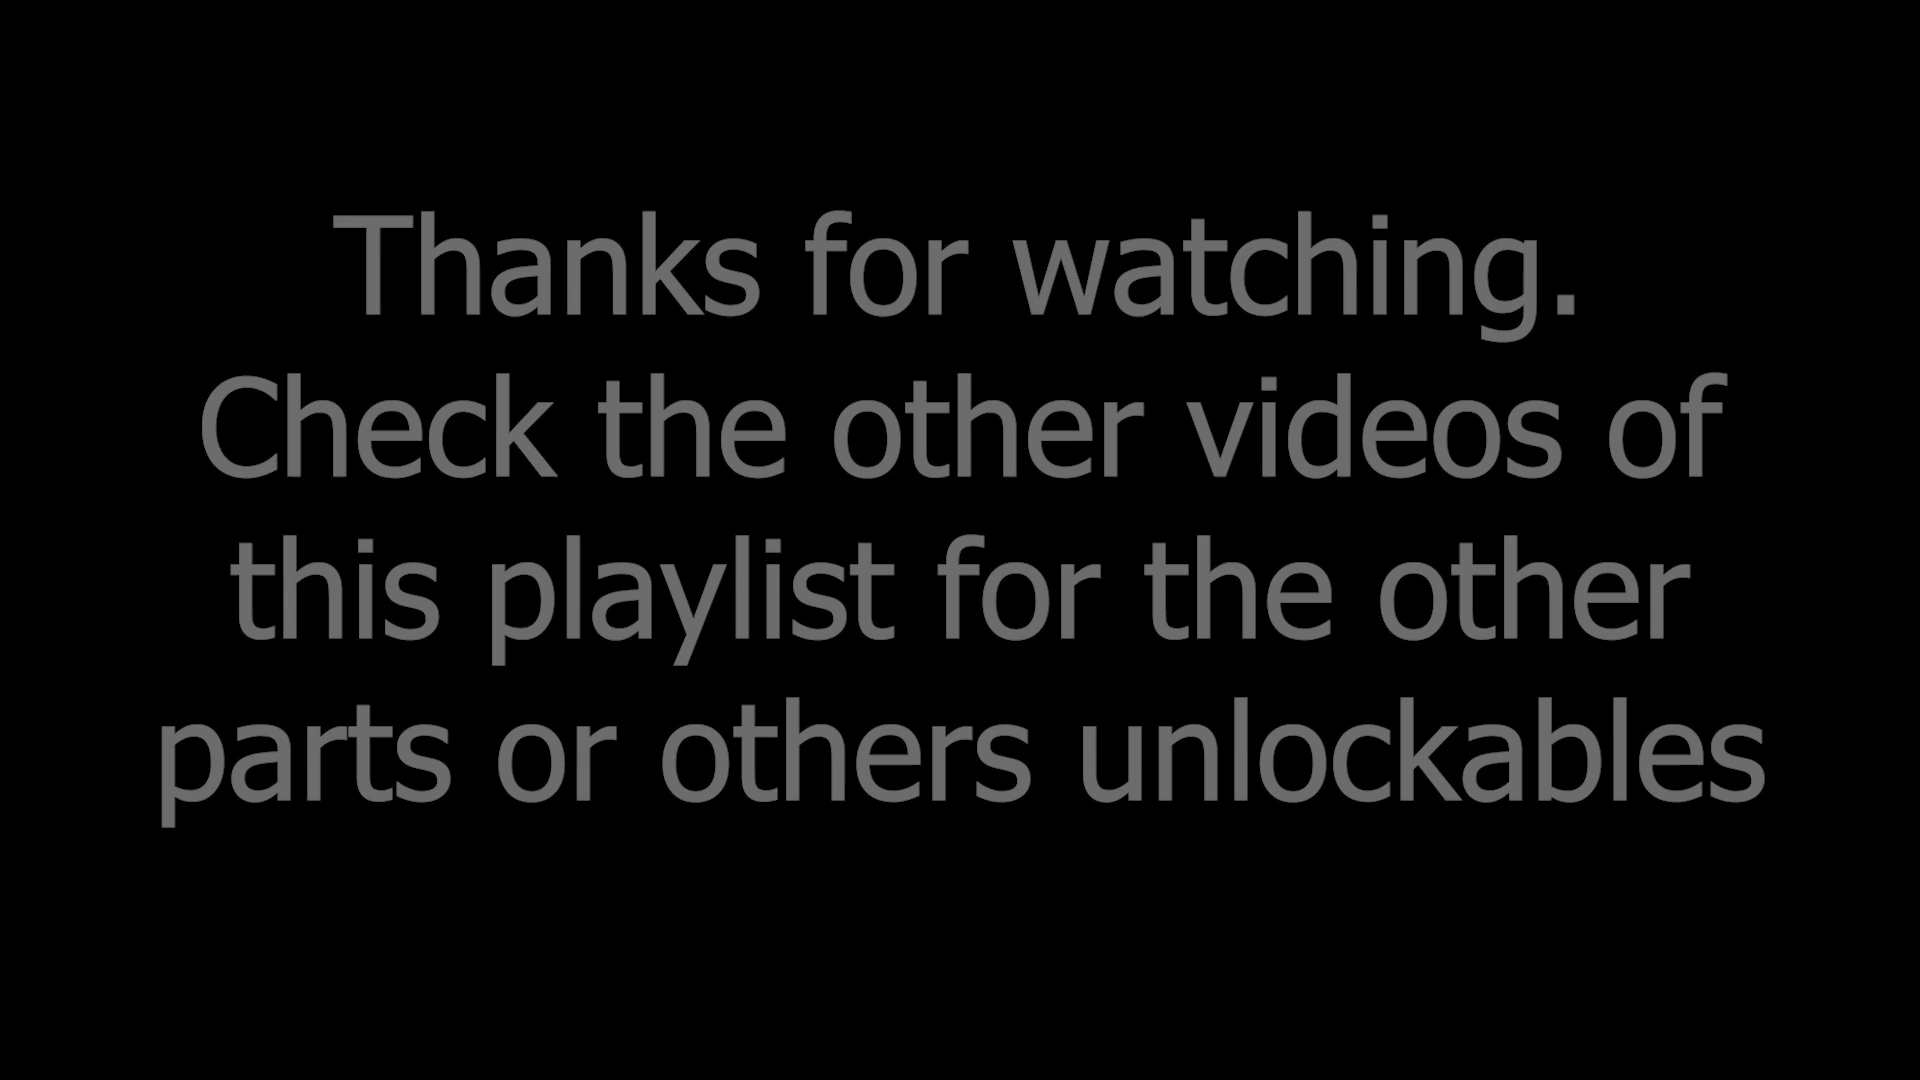 Thanks for watching.
Check the other videos of
this playlist for the other
parts or others unlockables